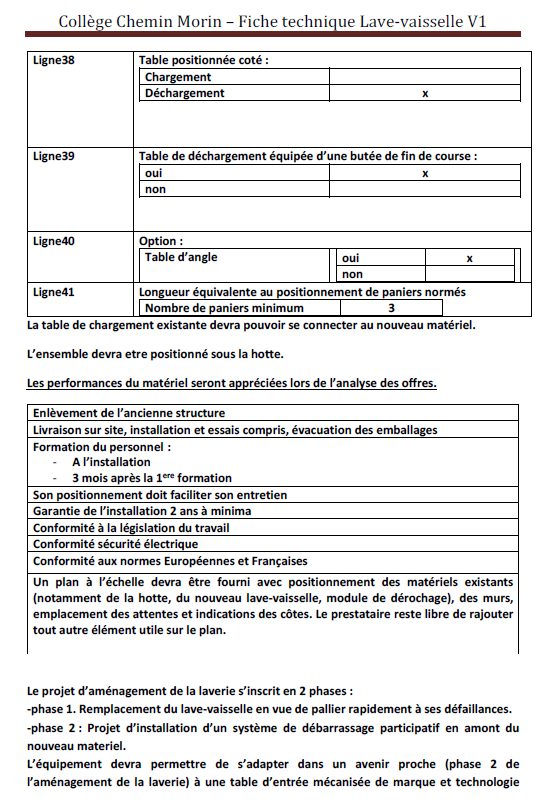 Collège Chemin Morin – Fiche technique Lave-vaisselle V1
Ligne38
Table positionnée coté :
Chargement
Déchargement x
Ligne39
Table de déchargement équipée d’une butée de fin de course :
oui x
non
Ligne40
Option :
Table d’angle oui x
non
Ligne41
Longueur équivalente au positionnement de paniers normés
Nombre de paniers minimum 3
La table de chargement existante devra pouvoir se connecter au nouveau matériel.
L’ensemble devra etre positionné sous la hotte.
Les performances du matériel seront appréciées lors de l’analyse des offres.
Enlèvement de l’ancienne structure
Livraison sur site, installation et essais compris, évacuation des emballages
Formation du personnel :
- A l’installation
- 3 mois après la 1ere formation
Son positionnement doit faciliter son entretien
Garantie de l’installation 2 ans à minima
Conformité à la législation du travail
Conformité sécurité électrique
Conformité aux normes Européennes et Françaises
Un plan à l’échelle devra être fourni avec positionnement des matériels existants
(notamment de la hotte, du nouveau lave-vaisselle, module de dérochage), des murs,
emplacement des attentes et indications des côtes. Le prestataire reste libre de rajouter
tout autre élément utile sur le plan.
Le projet d’aménagement de la laverie s’inscrit en 2 phases :
-phase 1. Remplacement du lave-vaisselle en vue de pallier rapidement à ses défaillances.
-phase 2 : Projet d’installation d’un système de débarrassage participatif en amont du
nouveau materiel.
L’équipement devra permettre de s’adapter dans un avenir proche (phase 2 de
l’aménagement de la laverie) à une table d’entrée mécanisée de marque et technologie